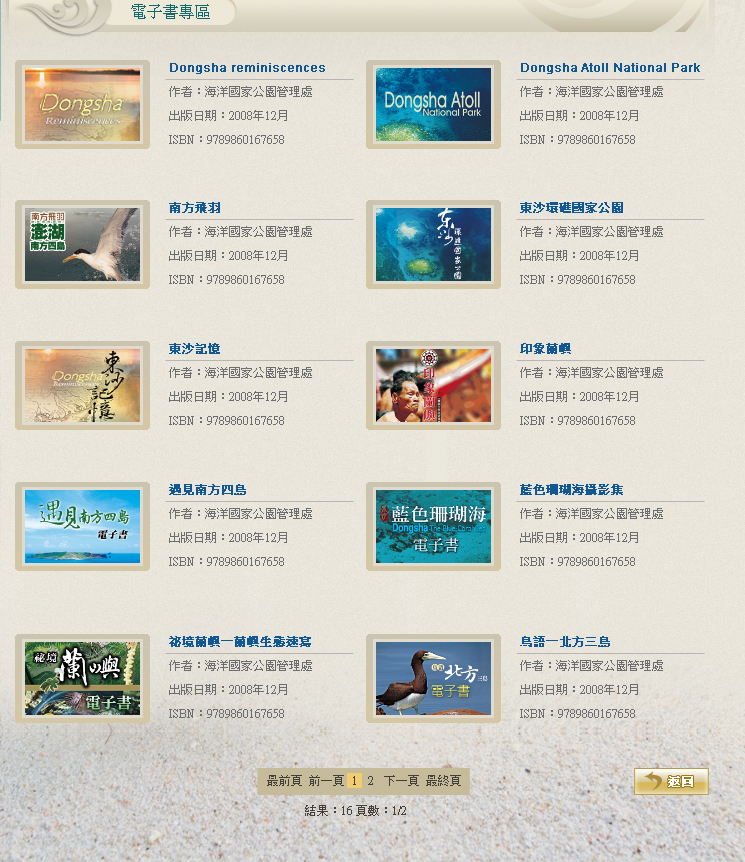 電子書專區
Dongsha Reminiscences
Dongsha reminiscences
作者：海洋國家公園管理處
出版日期：2008年12月
ISBN：9789860167658
Dongsha Atoll
National Park
Dongsha Atoll National Park
作者：海洋國家公園管理處
出版日期：2008年12月
ISBN：9789860167658
南方飛羽
澎湖
南方四島
南方飛羽
作者：海洋國家公園管理處
出版日期：2008年12月
ISBN：9789860167658
東沙
環礁國家公園
東沙環礁國家公園
作者：海洋國家公園管理處
出版日期：2008年12月
ISBN：9789860167658
Dongsha
Reminiscences
東沙記憶
東沙記憶
作者：海洋國家公園管理處
出版日期：2008年12月
ISBN：9789860167658
印象蘭嶼
印象蘭嶼
作者：海洋國家公園管理處
出版日期：2008年12月
ISBN：9789860167658
遇見南方四島
電子書
遇見南方四島
作者：海洋國家公園管理處
出版日期：2008年12月
ISBN：9789860167658
藍色珊瑚海
Dongsha
電子書
藍色珊瑚海攝影集
作者：海洋國家公園管理處
出版日期：2008年12月
ISBN：9789860167658
祕境
蘭嶼
電子書
祕境蘭嶼—蘭嶼生態速寫
作者：海洋國家公園管理處
出版日期：2008年12月
ISBN：9789860167658
北方三島
電子書
鳥語—北方三島
作者：海洋國家公園管理處
出版日期：2008年12月
ISBN：9789860167658
最前頁 前一頁 1 2 下一頁 最終頁
返回
結果：16 頁數：1/2